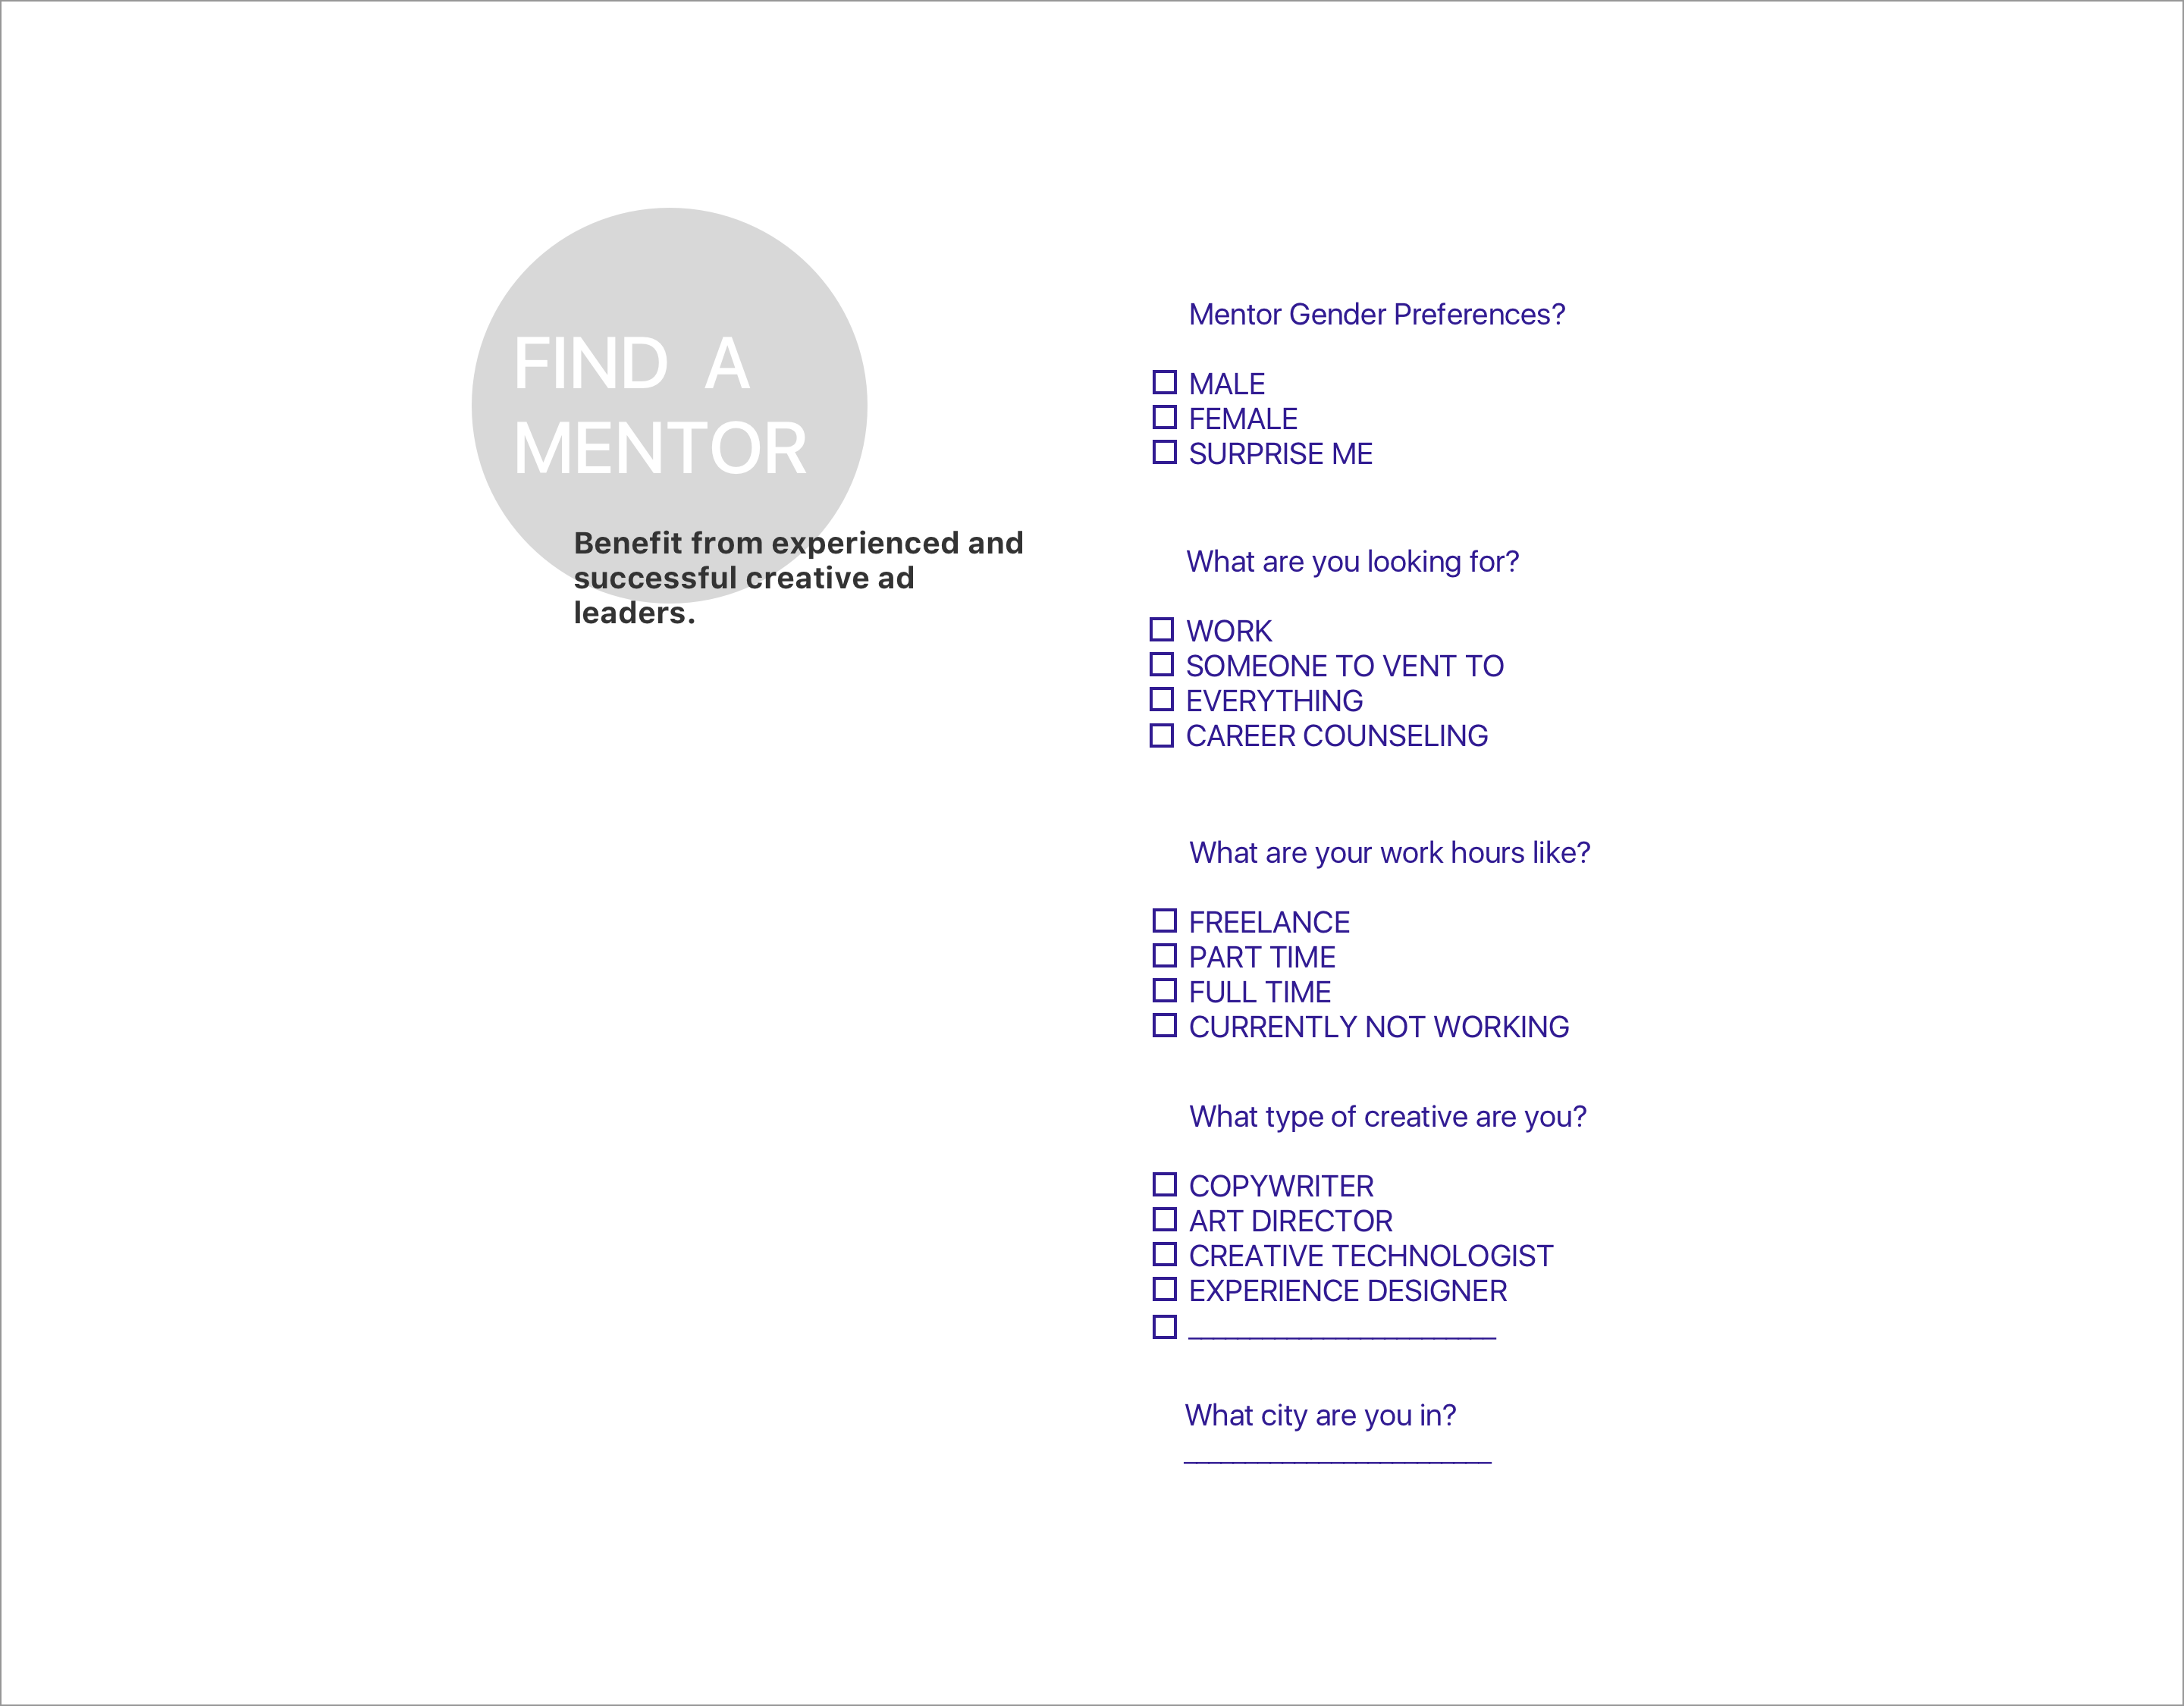 FIND A
MENTOR
Benefit from experienced and
successful creative ad
leaders.
Mentor Gender Preferences?
MALE
FEMALE
SURPRISE ME
What are you looking for?
WORK
SOMEONE TO VENT TO
EVERYTHING
CAREER COUNSELING
What are your work hours like?
FREELANCE
PART TIME
FULL TIME
CURRENTLY NOT WORKING
What type of creative are you?
COPYWRITER
ART DIRECTOR
CREATIVE TECHNOLOGIST
EXPERIENCE DESIGNER
What city are you in?